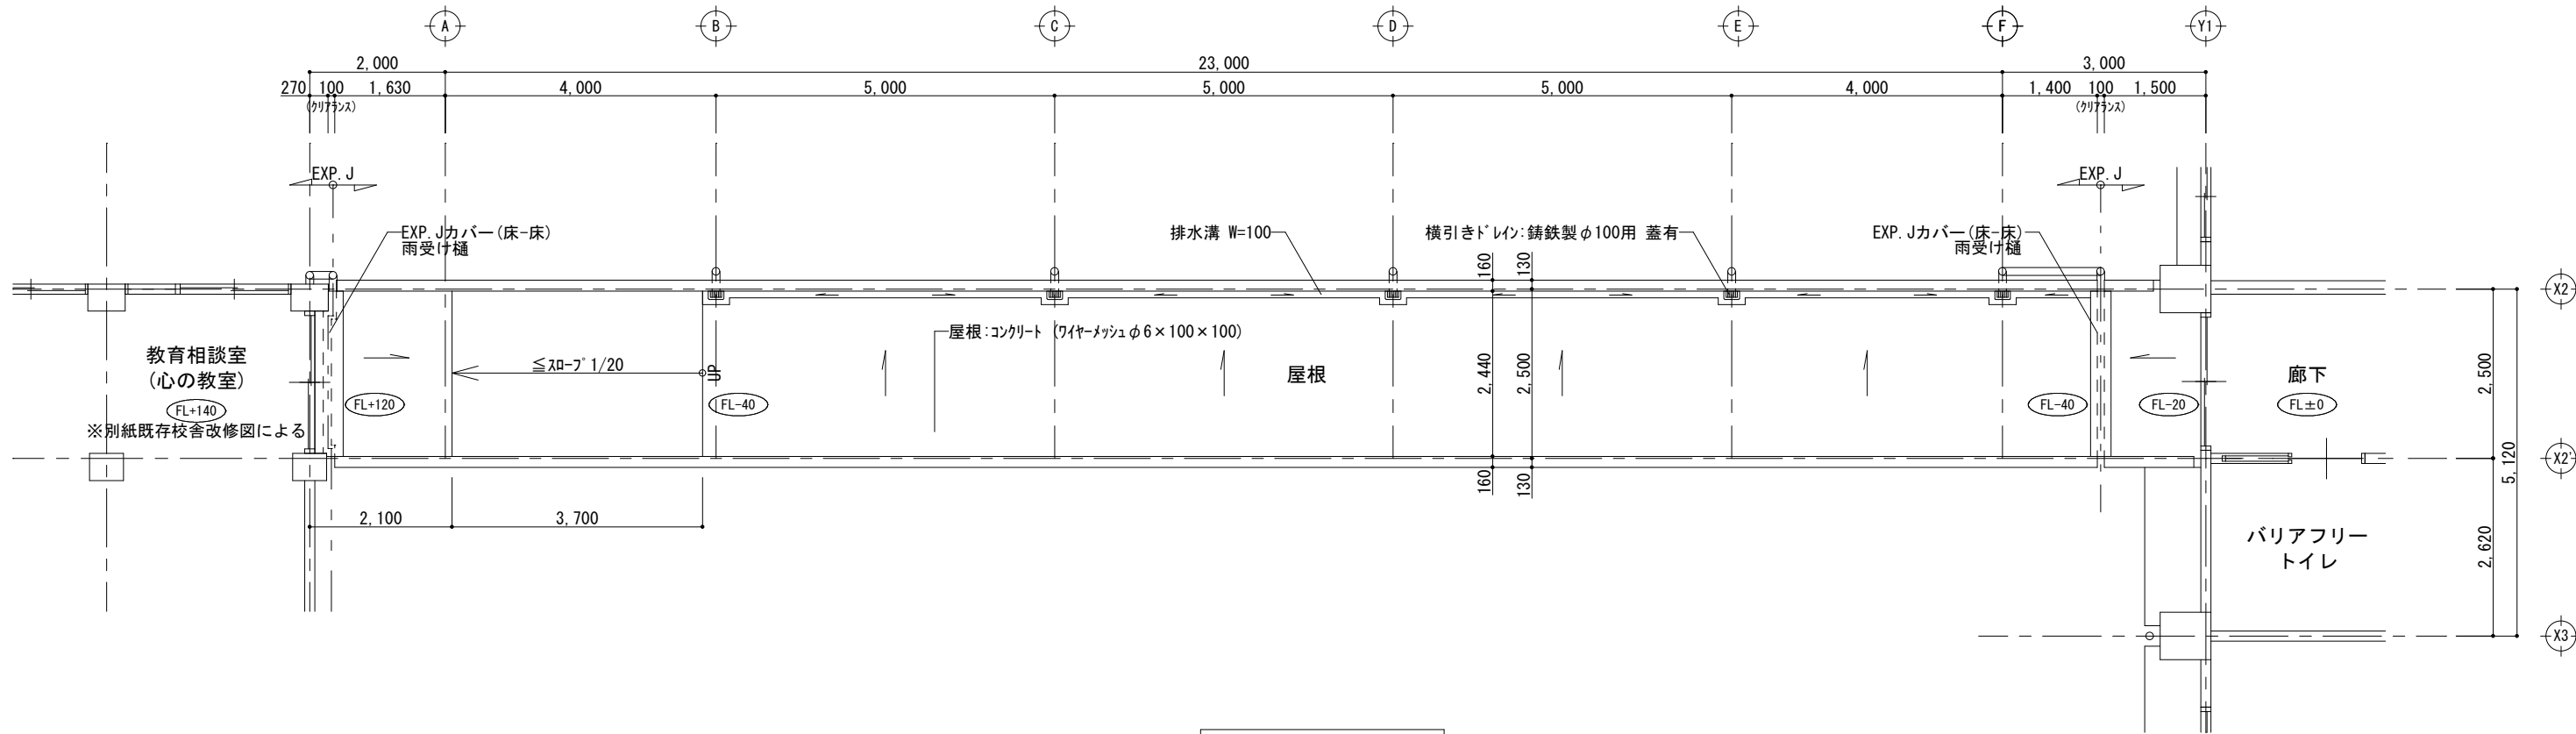 A B C D E F Y1
2,000 23,000 3,000
270 100 1,630 4,000 5,000 5,000 5,000 4,000 1,400 100 1,500
(クリアランス) (クリアランス)
EXP.J EXP.J
EXP.Jカバー(床-床)
雨受け樋
排水溝 W=100
横引きドレイン:鋳鉄製φ100用 蓋有
EXP.Jカバー(床-床)
雨受け樋
160 130
X2
屋根:コンクリート (ワイヤーメッシュφ6×100×100)
教育相談室
(心の教室)
FL+140
※別紙既存校舎改修図による
FL+120
≦スロープ1/20
UP
FL-40
屋根
2,440 2,500
FL-40
FL-20
廊下
FL±0
2,500
5,120
X2'
160 130
2,100 3,700
バリアフリー
トイレ
2,620
X3